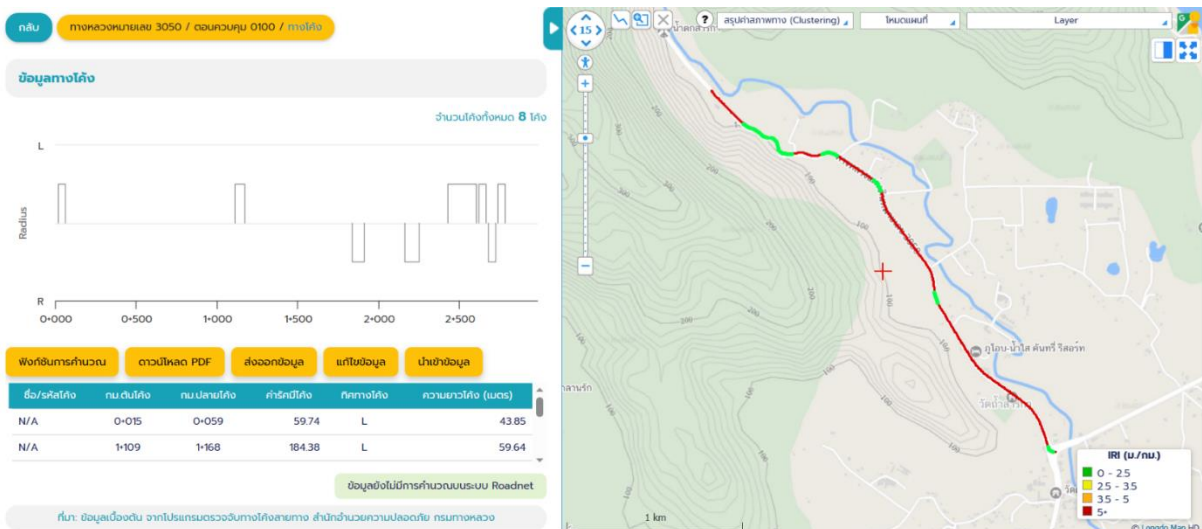 กลับ
ทางหลวงหมายเลข 3050 / ตอนควบคุม 0100 / ทางโค้ง
ข้อมูลทางโค้ง
จำนวนโค้งทั้งหมด 8 โค้ง
L
Radius
R
0+000 0+500 1+000 1+500 2+000 2+500
ฟังก์ชันการคำนวณ ดาวน์โหลด PDF ส่งออกข้อมูล แก้ไขข้อมูล นำเข้าข้อมูล
ชื่อ/รหัสโค้ง กม.ต้นโค้ง กม.ปลายโค้ง ค่ารัศมีโค้ง ทิศทางโค้ง ความยาวโค้ง (เมตร)
N/A 0+015 0+059 59.74 L 43.85
N/A 1+109 1+168 184.38 L 59.64
ข้อมูลยังไม่มีการคำนวณบนระบบ Roadnet
ที่มา: ข้อมูลเบื้องต้น จากโปรแกรมตรวจจับทางโค้งสายทาง สำนักอำนวยความปลอดภัย กรมทางหลวง
15
? สรุปค่าสภาพทาง (Clustering) โหมดแผนที่ Layer
G
200
100
100
100
200
200
200
100
100
ภูโอบ-น้ำใส คันทรี่ รีสอร์ท
1 km
IRI (ม./กม.)
0 - 2.5
2.5 - 3.5
3.5 - 5
5+
© Longdo Map